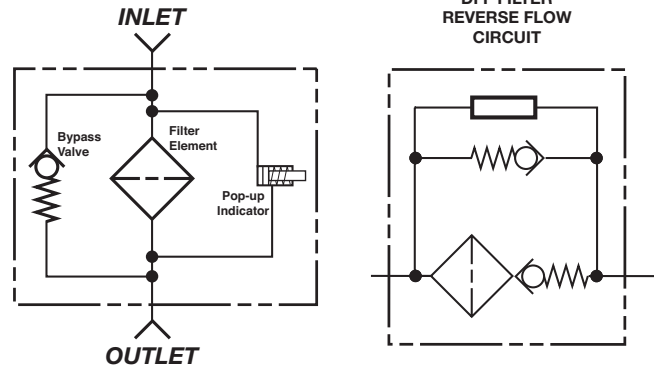 INLET
REVERSE FLOW
CIRCUIT
Bypass
Valve
Filter
Element
Pop-up
Indicator
OUTLET